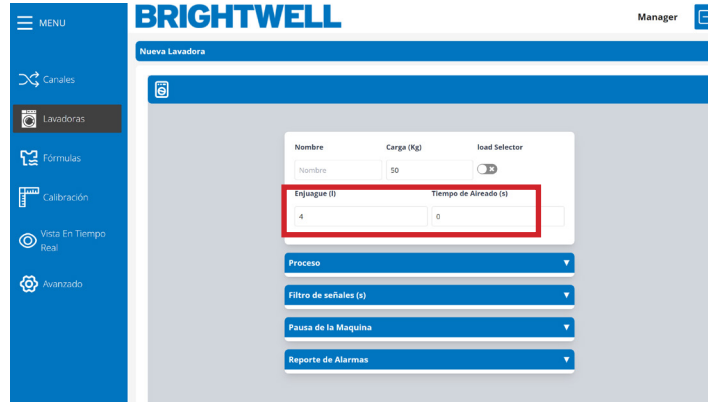 MENU
BRIGHTWELL
Manager
Nueva Lavadora
Canales
Lavadoras
Fórmulas
Calibración
Vista En Tiempo
Real
Avanzado
Nombre Carga (Kg) load Selector
Nombre 50
Enjuague (l) Tiempo de Aireado (s)
4 0
Proceso
Filtro de señales (s)
Pausa de la Maquina
Reporte de Alarmas